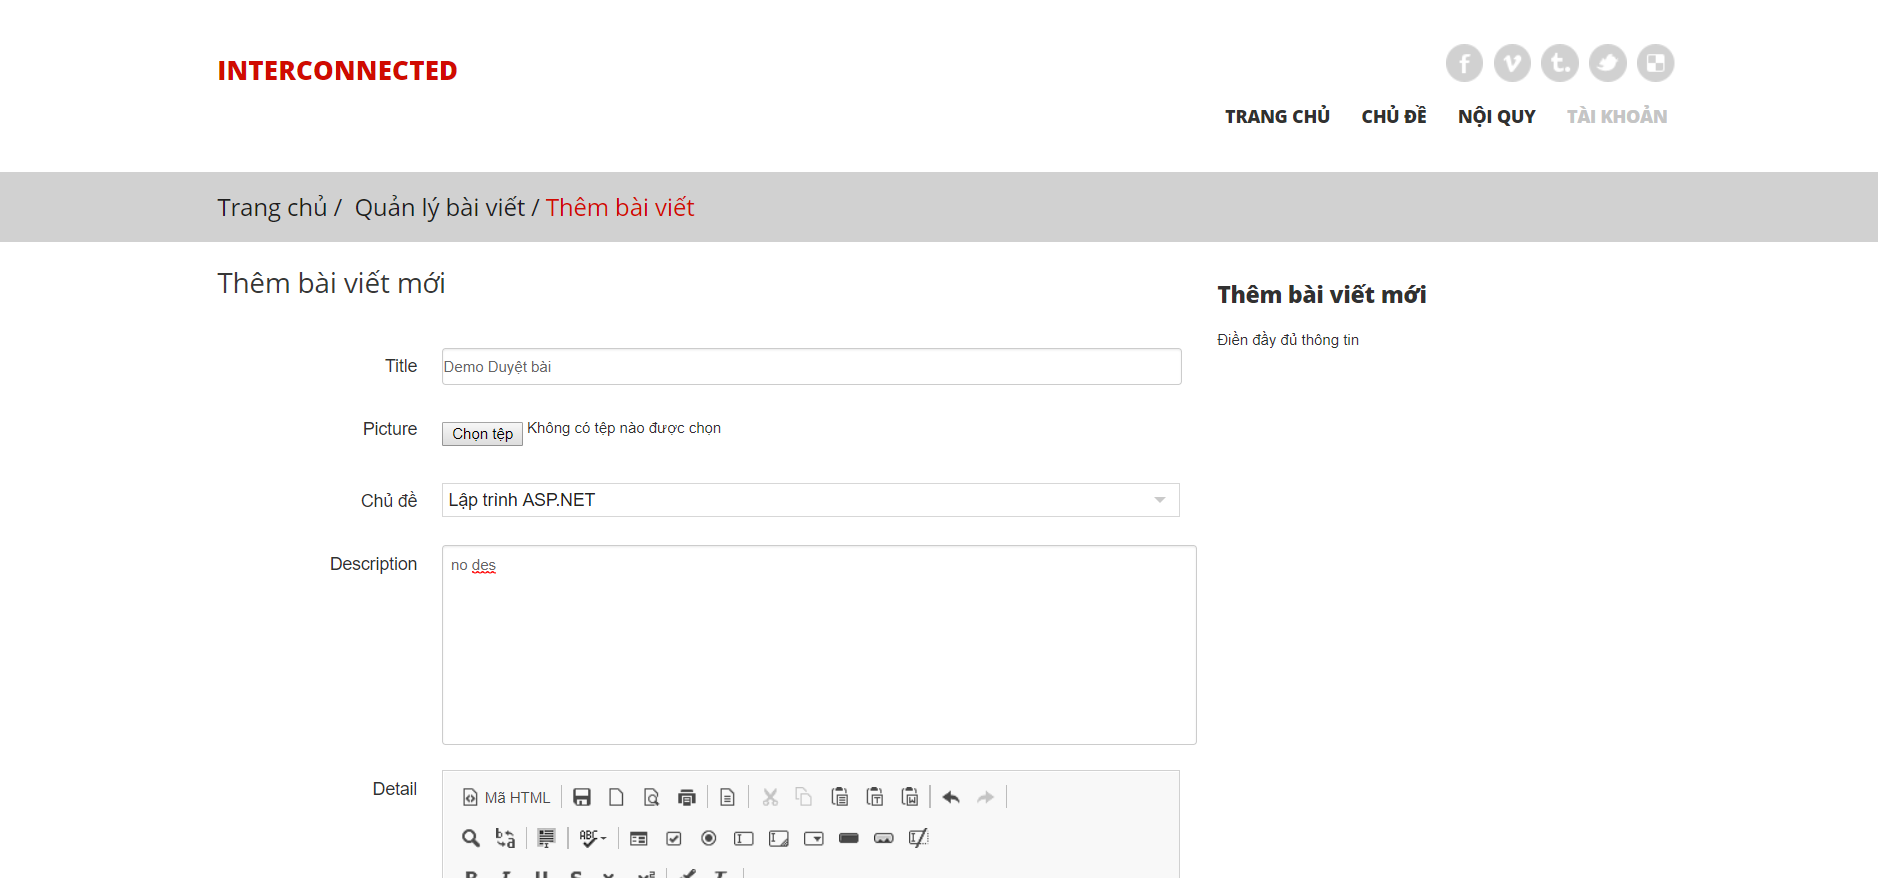 INTERCONNECTED
TRANG CHỦ CHỦ ĐỀ NỘI QUY TÀI KHOẢN
Trang chủ / Quản lý bài viết / Thêm bài viết
Thêm bài viết mới
Thêm bài viết mới
Điền đầy đủ thông tin
Title Demo Duyệt bài
Picture Chọn tệp Không có tệp nào được chọn
Chủ đề Lập trình ASP.NET
Description no des
Detail Mã HTML